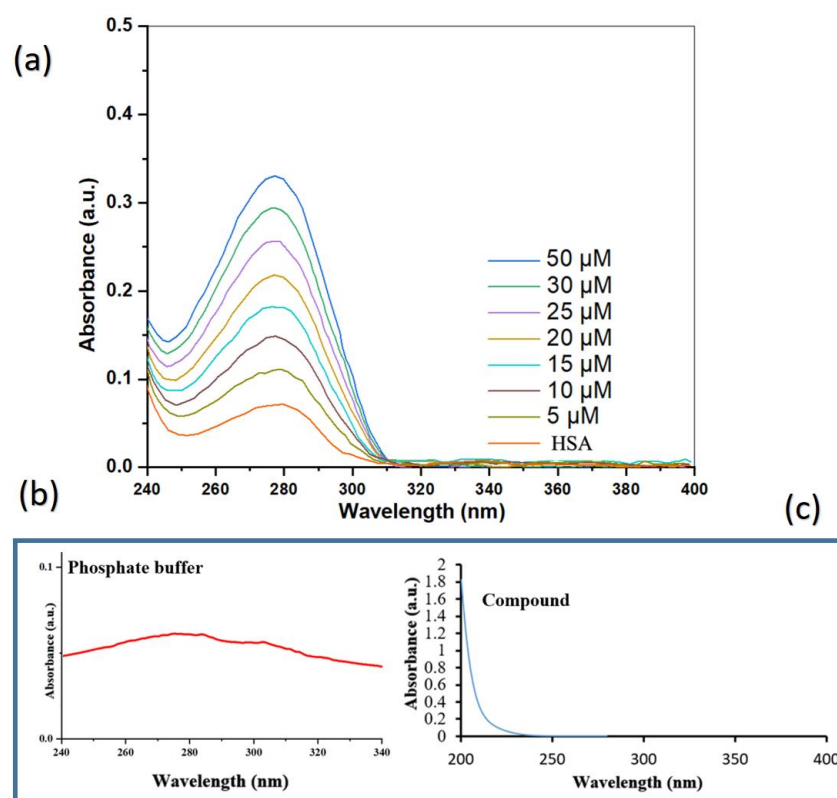 (a)
0.5
0.4
0.3
0.2
0.1
0.0
Absorbance (a.u.)
50 µM
30 µM
25 µM
20 µM
15 µM
10 µM
5 µM
HSA
240 260 280 300 320 340 360 380 400
Wavelength (nm)
(b)
(c)
Phosphate buffer
0.1
0.0
Absorbance (a.u.)
240 260 280 300 320 340
Wavelength (nm)
Compound
2
1.8
1.6
1.4
1.2
1
0.8
0.6
0.4
0.2
0
Absorbance (a.u.)
200 250 300 350 400
Wavelength (nm)